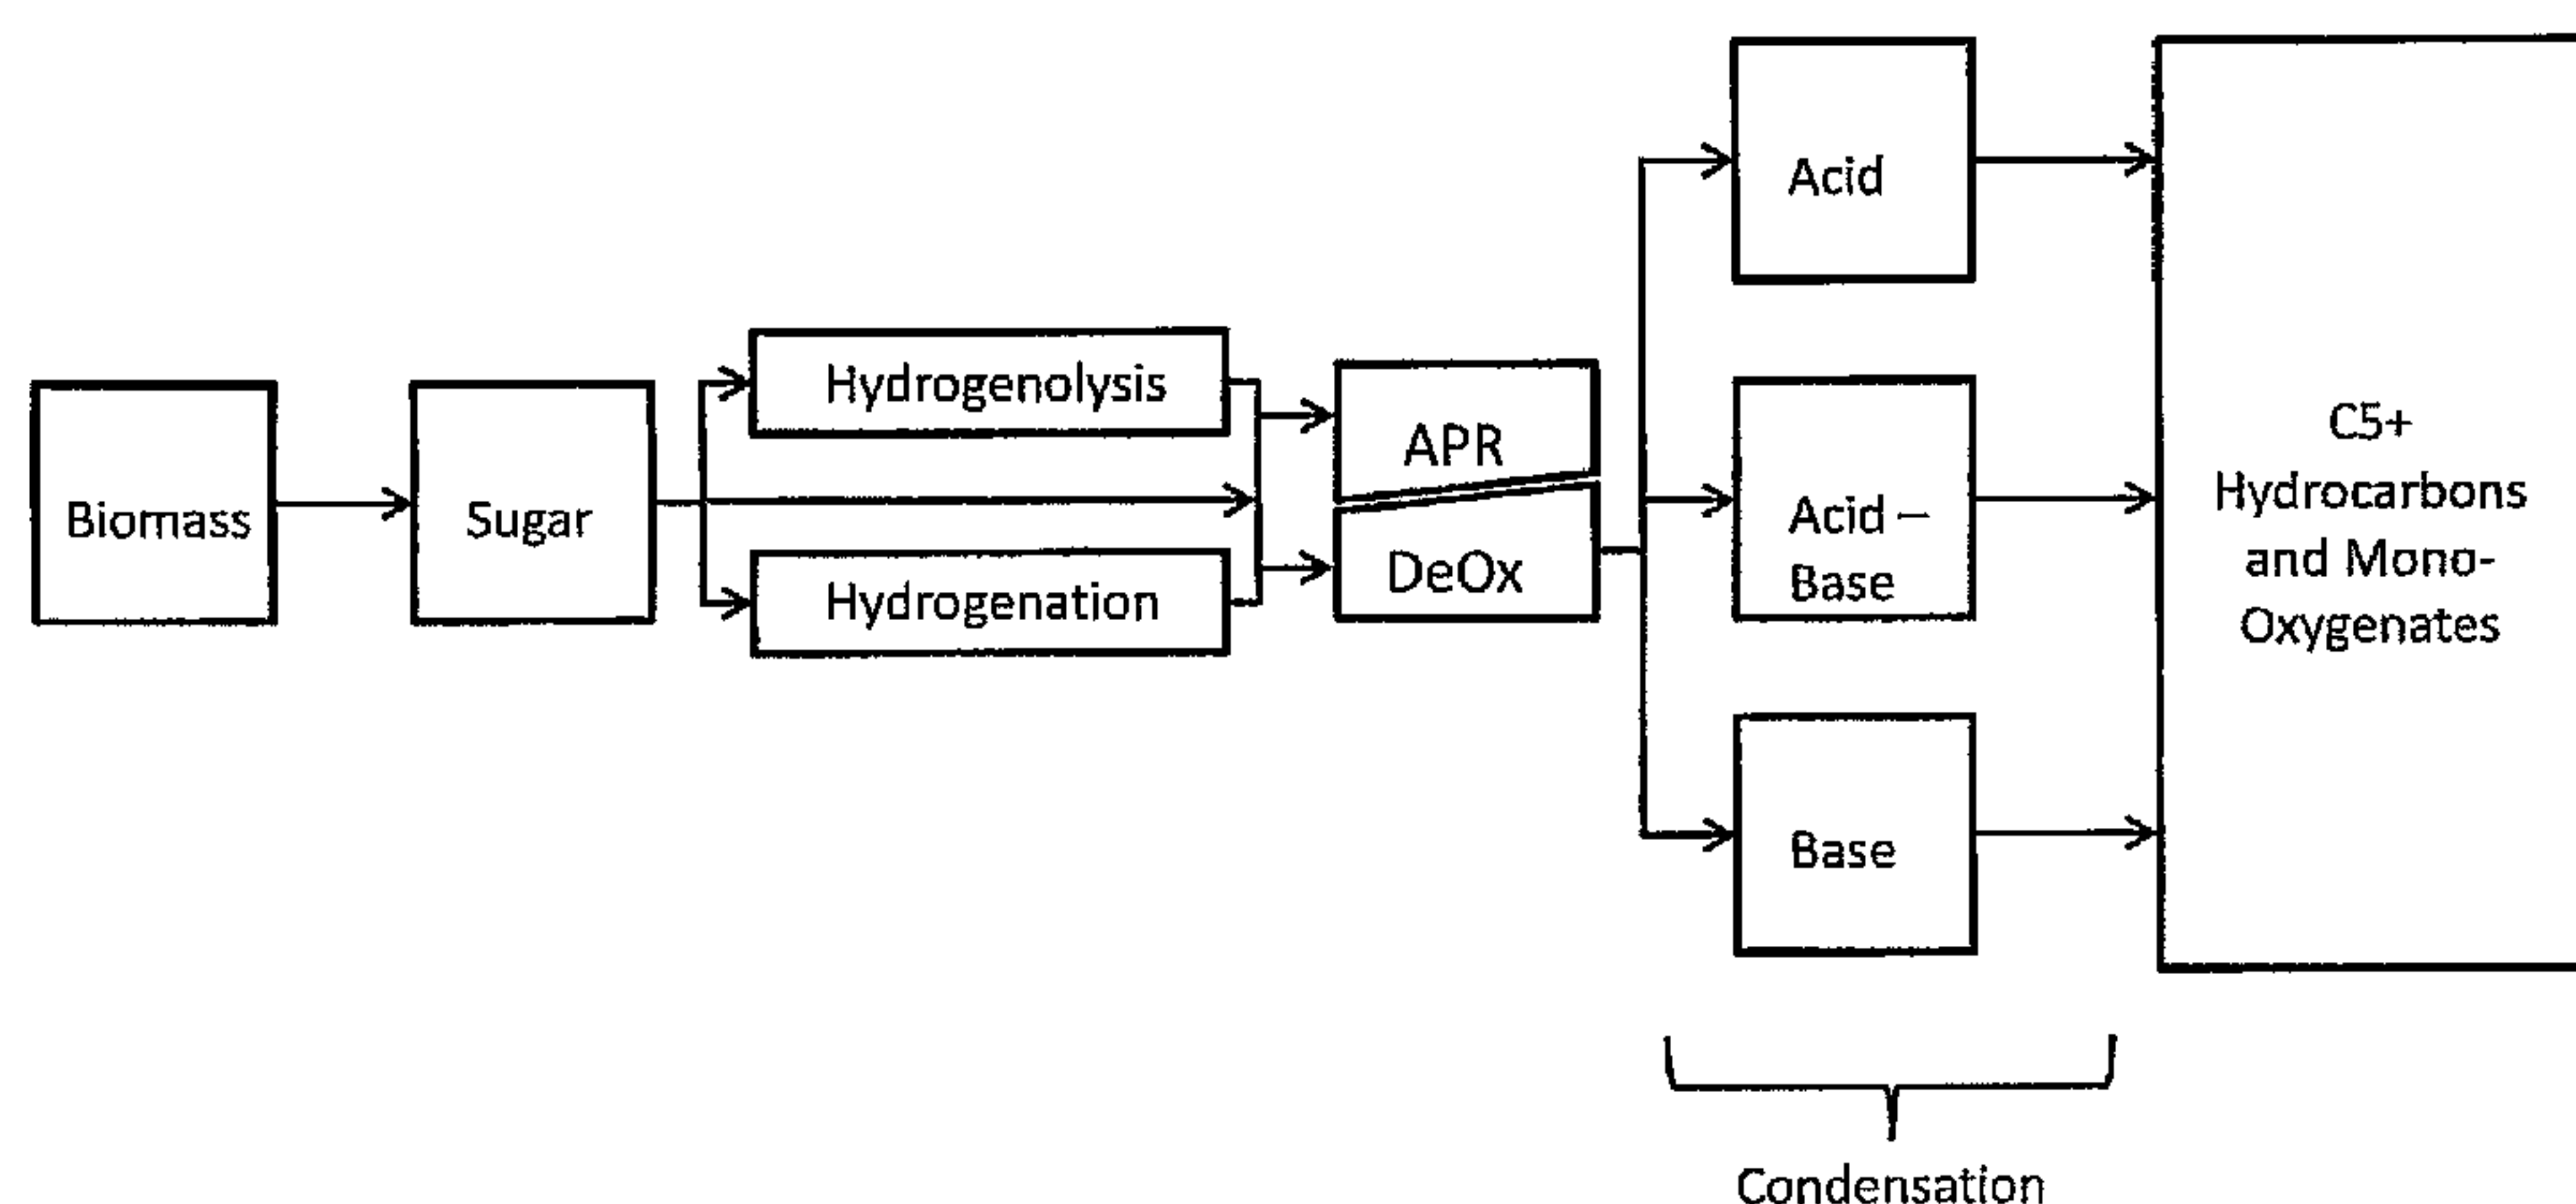 Biomass
Sugar
Hydrogenolysis
Hydrogenation
APR
DeOx
Acid
Acid –
Base
Base
C5+
Hydrocarbons
and Mono-
Oxygenates
Condensation